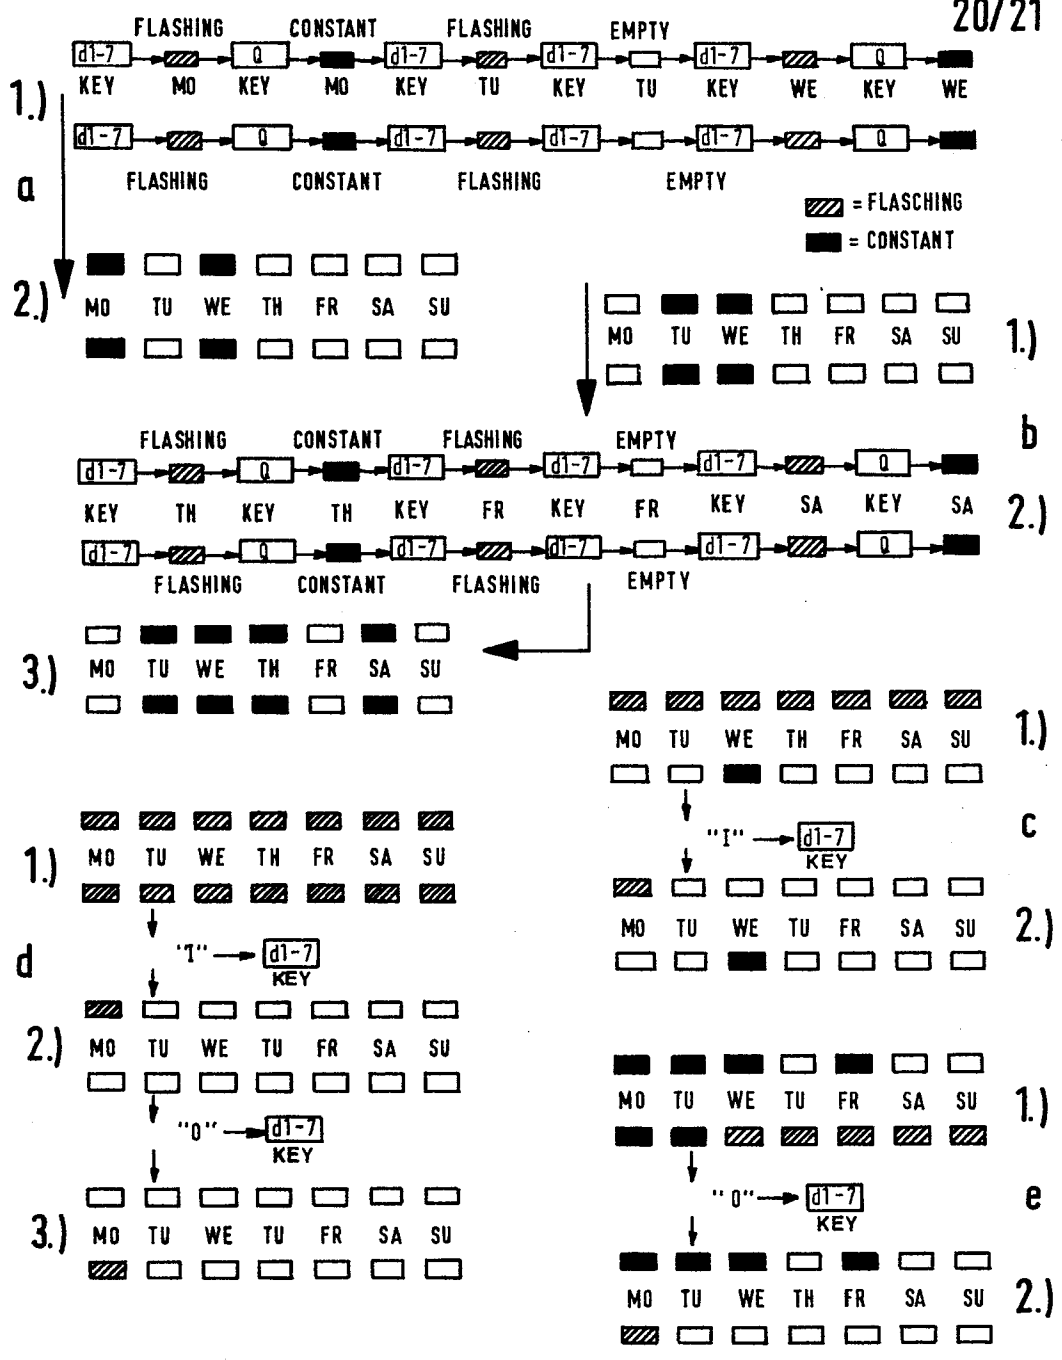 20/21
FLASHING CONSTANT FLASHING EMPTY
d1-7 Q d1-7 d1-7 d1-7 Q
KEY MO KEY MO KEY TU KEY TU KEY WE KEY WE
1.)
d1-7 Q d1-7 d1-7 d1-7 Q
FLASHING CONSTANT FLASHING EMPTY
a
= FLASCHING
= CONSTANT
2.)
MO TU WE TH FR SA SU
MO TU WE TH FR SA SU
1.)
b
FLASHING CONSTANT FLASHING EMPTY
d1-7 Q d1-7 d1-7 d1-7 Q
KEY TH KEY TH KEY FR KEY FR KEY SA KEY SA
2.)
d1-7 Q d1-7 d1-7 d1-7 Q
FLASHING CONSTANT FLASHING EMPTY
3.)
MO TU WE TH FR SA SU
MO TU WE TH FR SA SU
1.)
c
"I" d1-7
KEY
MO TU WE TU FR SA SU
2.)
1.)
MO TU WE TH FR SA SU
d
"I" d1-7
KEY
2.)
MO TU WE TU FR SA SU
"0" d1-7
KEY
3.)
MO TU WE TU FR SA SU
MO TU WE TU FR SA SU
1.)
e
"0" d1-7
KEY
MO TU WE TH FR SA SU
2.)